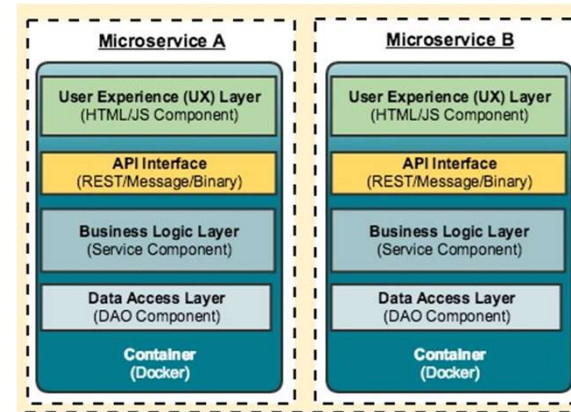 Microservice A
User Experience (UX) Layer
(HTML/JS Component)
API Interface
(REST/Message/Binary)
Business Logic Layer
(Service Component)
Data Access Layer
(DAO Component)
Container
(Docker)
Microservice B
User Experience (UX) Layer
(HTML/JS Component)
API Interface
(REST/Message/Binary)
Business Logic Layer
(Service Component)
Data Access Layer
(DAO Component)
Container
(Docker)